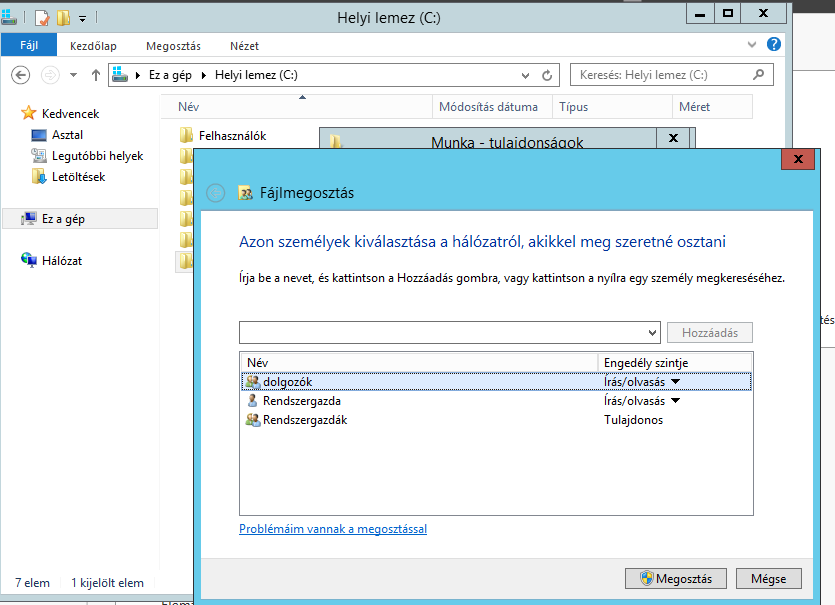 Helyi lemez (C:)
Fájl Kezdőlap Megosztás Nézet
Ez a gép Helyi lemez (C:)
Keresés: Helyi lemez (C:)
Kedvencek
Asztal
Legutóbbi helyek
Letöltések
Ez a gép
Hálózat
Név Módosítás dátuma Típus Méret
Felhasználók
Munka - tulajdonságok
Fájlmegosztás
Azon személyek kiválasztása a hálózatról, akikkel meg szeretné osztani
Írja be a nevet, és kattintson a Hozzáadás gombra, vagy kattintson a nyílra egy személy megkereséséhez.
Hozzáadás
Név Engedély szintje
dolgozók Írás/olvasás
Rendszergazda Írás/olvasás
Rendszergazdák Tulajdonos
Problémáim vannak a megosztással
Megosztás Mégse
7 elem 1 kijelölt elem